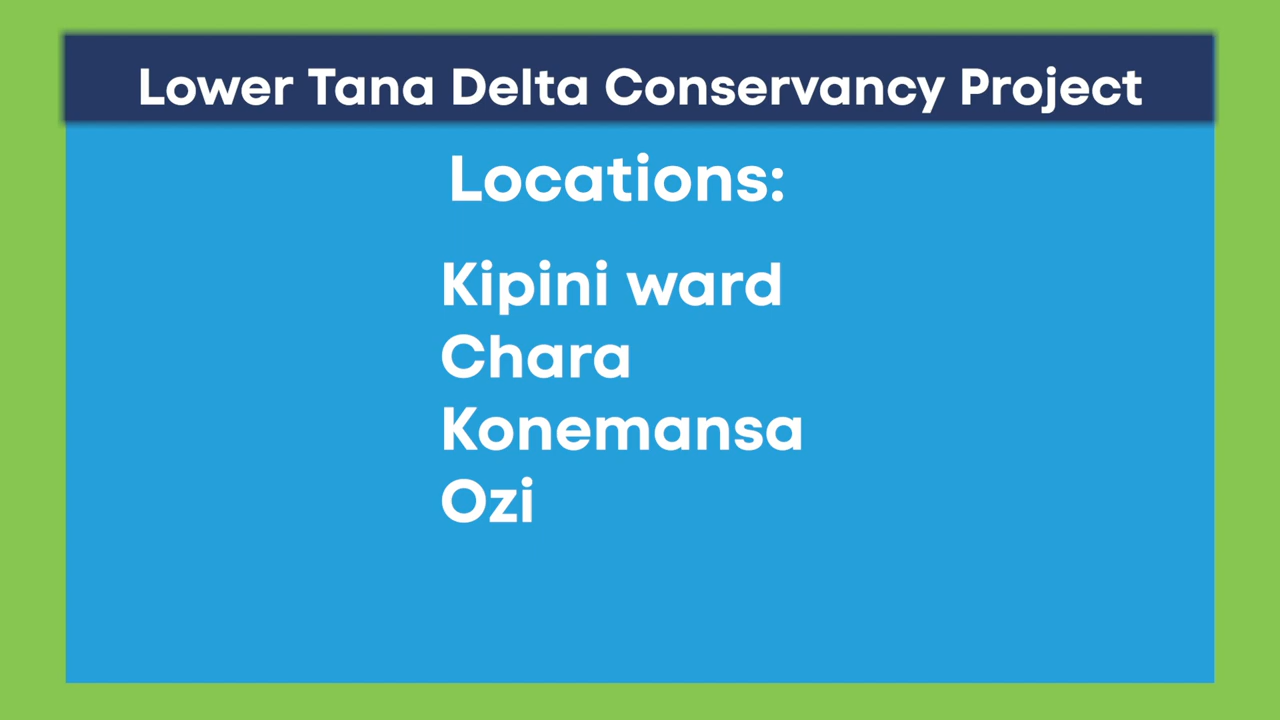 Lower Tana Delta Conservancy Project
Locations:
Kipini ward
Chara
Konemansa
Ozi